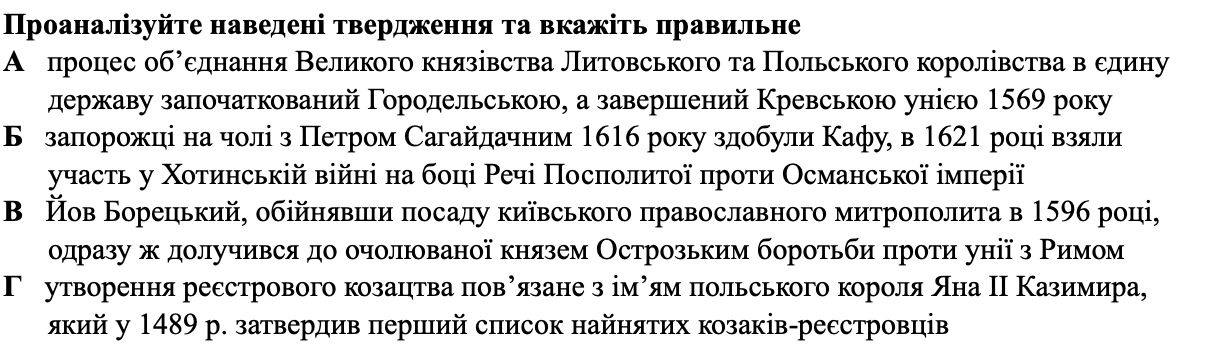 Проаналізуйте наведені твердження та вкажіть правильне
А процес об’єднання Великого князівства Литовського та Польського королівства в єдину
державу започаткований Городельською, а завершений Кревською унією 1569 року
Б запорожці на чолі з Петром Сагайдачним 1616 року здобули Кафу, в 1621 році взяли
участь у Хотинській війні на боці Речі Посполитої проти Османської імперії
В Йов Борецький, обійнявши посаду київського православного митрополита в 1596 році,
одразу ж долучився до очолюваної князем Острозьким боротьби проти унії з Римом
Г утворення реєстрового козацтва пов’язане з ім’ям польського короля Яна II Казимира,
який у 1489 р. затвердив перший список найнятих козаків-реєстровців